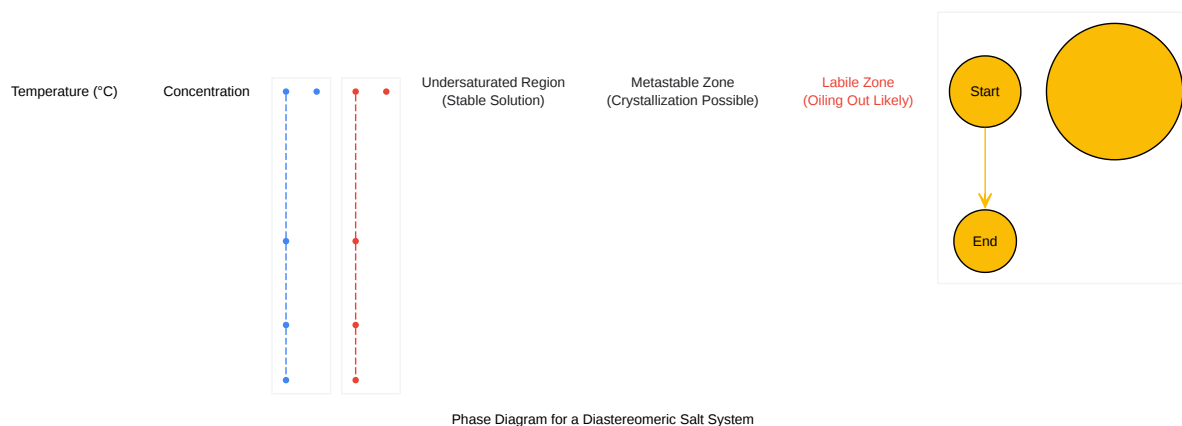 Temperature (°C)
Concentration
Undersaturated Region
(Stable Solution)
Metastable Zone
(Crystallization Possible)
Labile Zone
(Oiling Out Likely)
Start
End
Phase Diagram for a Diastereomeric Salt System